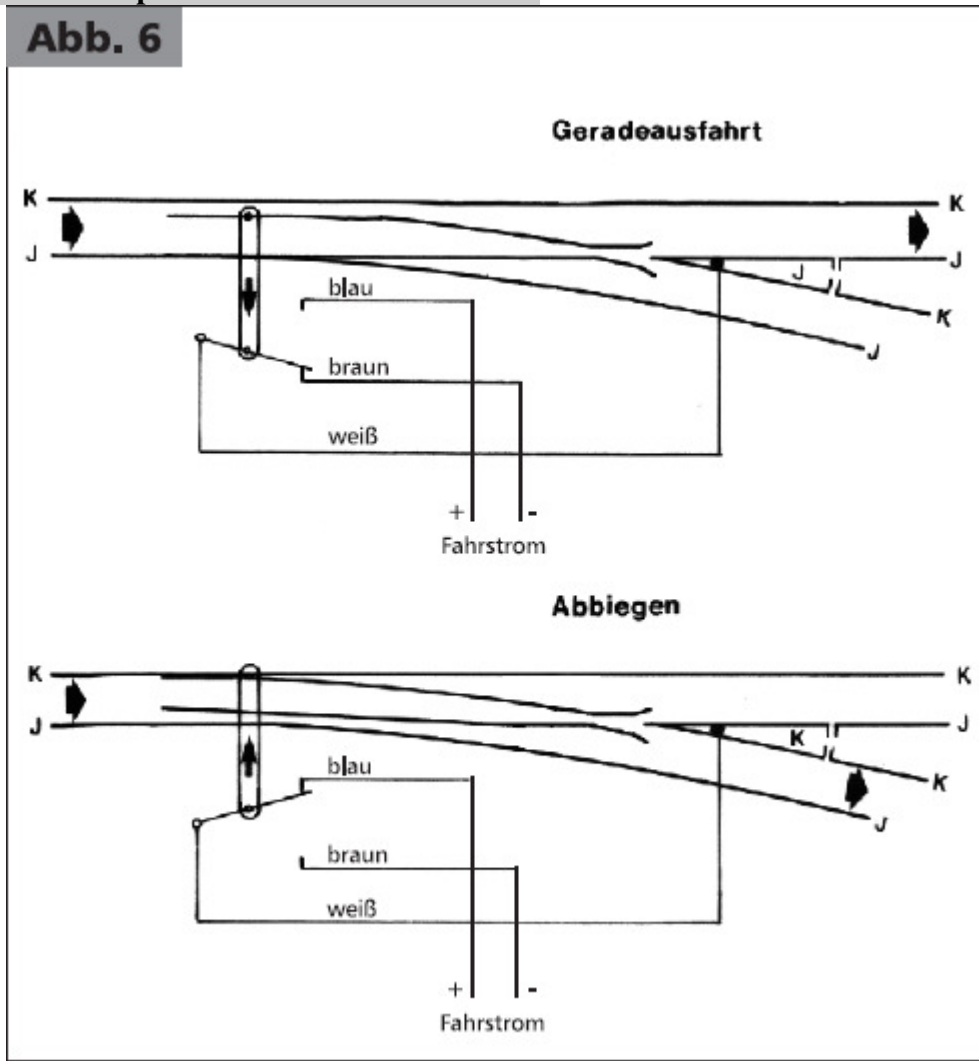 Abb. 6
Geradeausfahrt
K K
J J J
K
J
blau
braun
weiß
+ -
Fahrstrom
Abbiegen
K K
J K J
K
J
blau
braun
weiß
+ -
Fahrstrom